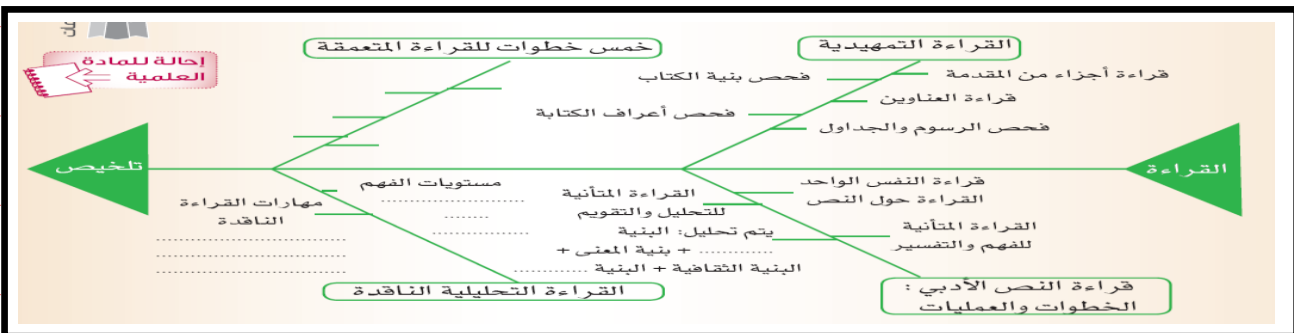 القراءة التمهيدية
خمس خطوات للقراءة المتعمقة
إحالة للمادة
العلمية
قراءة أجزاء من المقدمة
فحص بنية الكتاب
قراءة العناوين
فحص أعراف الكتابة
فحص الرسوم والجداول
القراءة
تلخيص
قراءة النفس الواحد
القراءة حول النص
القراءة المتأنية
للفهم والتفسير
القراءة المتأنية
للتحليل والتقويم
يتم تحليل: البنية
............ + بنية المعنى +
البنية الثقافية + البنية ............
مستويات الفهم
......................
.......
مهارات القراءة
الناقدة
..............................
..............................
..............................
قراءة النص الأدبي :
الخطوات والعمليات
القراءة التحليلية الناقدة